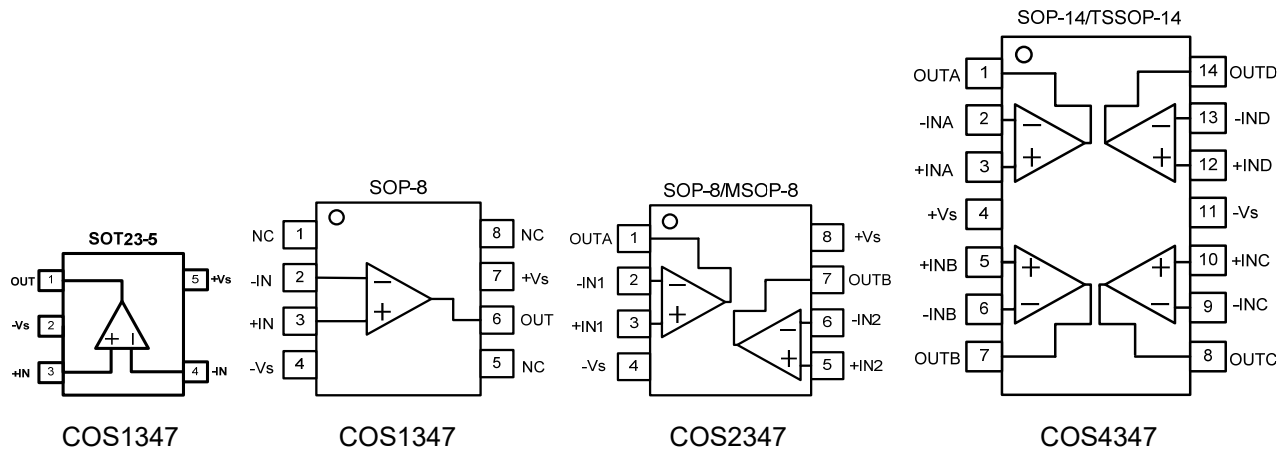 SOT23-5
OUT 1 5 +Vs
-Vs 2
+IN 3 4 -IN
+ −
COS1347
SOP-8
NC 1 8 NC
-IN 2 7 +Vs
+IN 3 6 OUT
-Vs 4 5 NC
−
+
COS1347
SOP-8/MSOP-8
OUTA 1 8 +Vs
-IN1 2 7 OUTB
+IN1 3 6 -IN2
-Vs 4 5 +IN2
− −
+ +
COS2347
SOP-14/TSSOP-14
OUTA 1 14 OUTD
-INA 2 − − 13 -IND
+INA 3 + + 12 +IND
+Vs 4 11 -Vs
+INB 5 + + 10 +INC
-INB 6 − − 9 -INC
OUTB 7 8 OUTC
COS4347